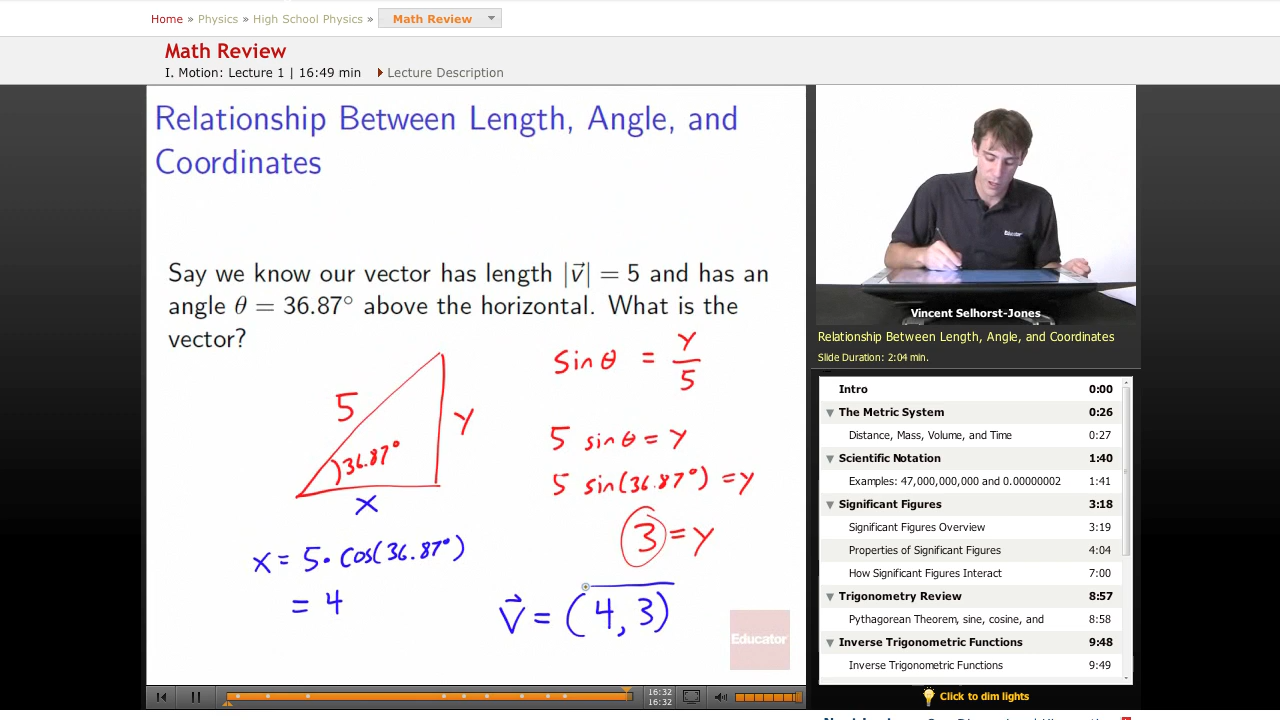 Home » Physics » High School Physics » Math Review
Math Review
I. Motion: Lecture 1 | 16:49 min Lecture Description
Relationship Between Length, Angle, and
Coordinates
Say we know our vector has length |v⃗| = 5 and has an
angle θ = 36.87° above the horizontal. What is the
vector?
5
36.87°
y
x
sin θ = y/5
5 sin θ = y
5 sin(36.87°) = y
3 = y
x = 5 · cos(36.87°)
= 4
v⃗ = (4, 3)
Educator
Educator
Vincent Selhorst-Jones
Relationship Between Length, Angle, and Coordinates
Slide Duration: 2:04 min.
Intro 0:00
The Metric System 0:26
Distance, Mass, Volume, and Time 0:27
Scientific Notation 1:40
Examples: 47,000,000,000 and 0.00000002 1:41
Significant Figures 3:18
Significant Figures Overview 3:19
Properties of Significant Figures 4:04
How Significant Figures Interact 7:00
Trigonometry Review 8:57
Pythagorean Theorem, sine, cosine, and 8:58
Inverse Trigonometric Functions 9:48
Inverse Trigonometric Functions 9:49
16:32
16:32
Click to dim lights